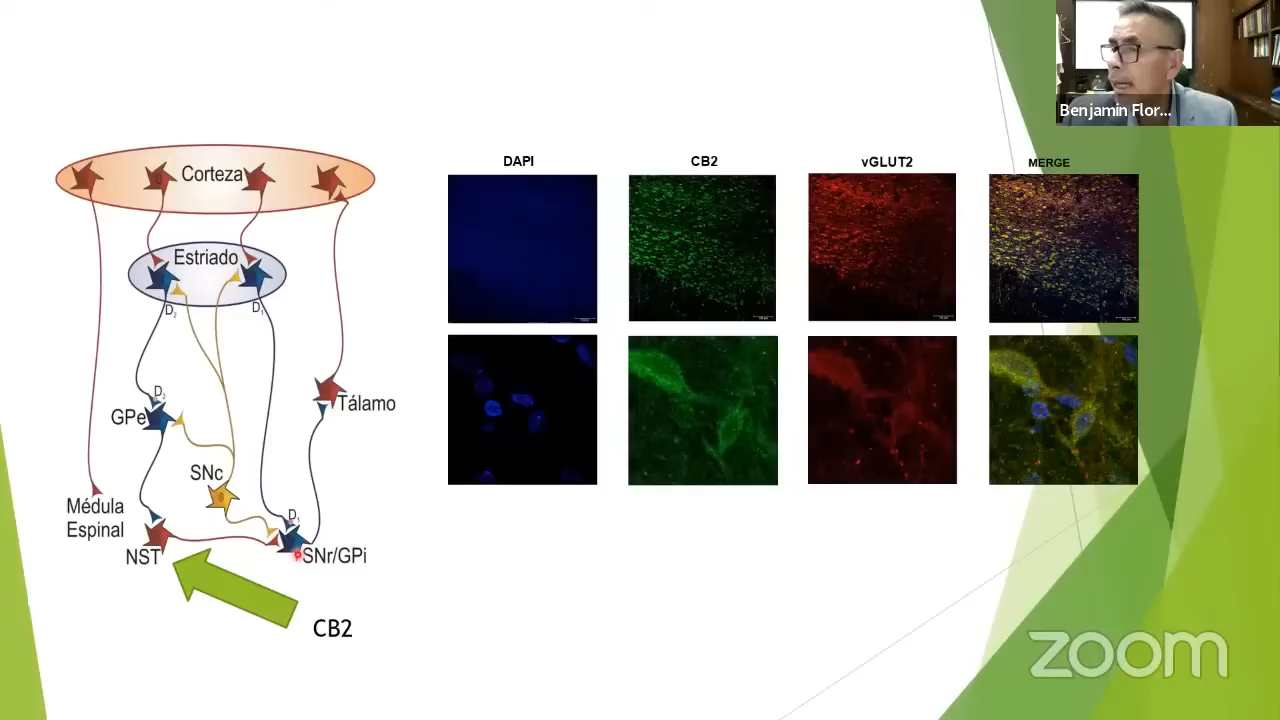 Benjamin Flor...
DAPI
CB2
vGLUT2
MERGE
Corteza
Estriado
D2
D1
D2
GPe
Tálamo
SNc
Médula
Espinal
D1
NST
SNr/GPi
CB2
zoom